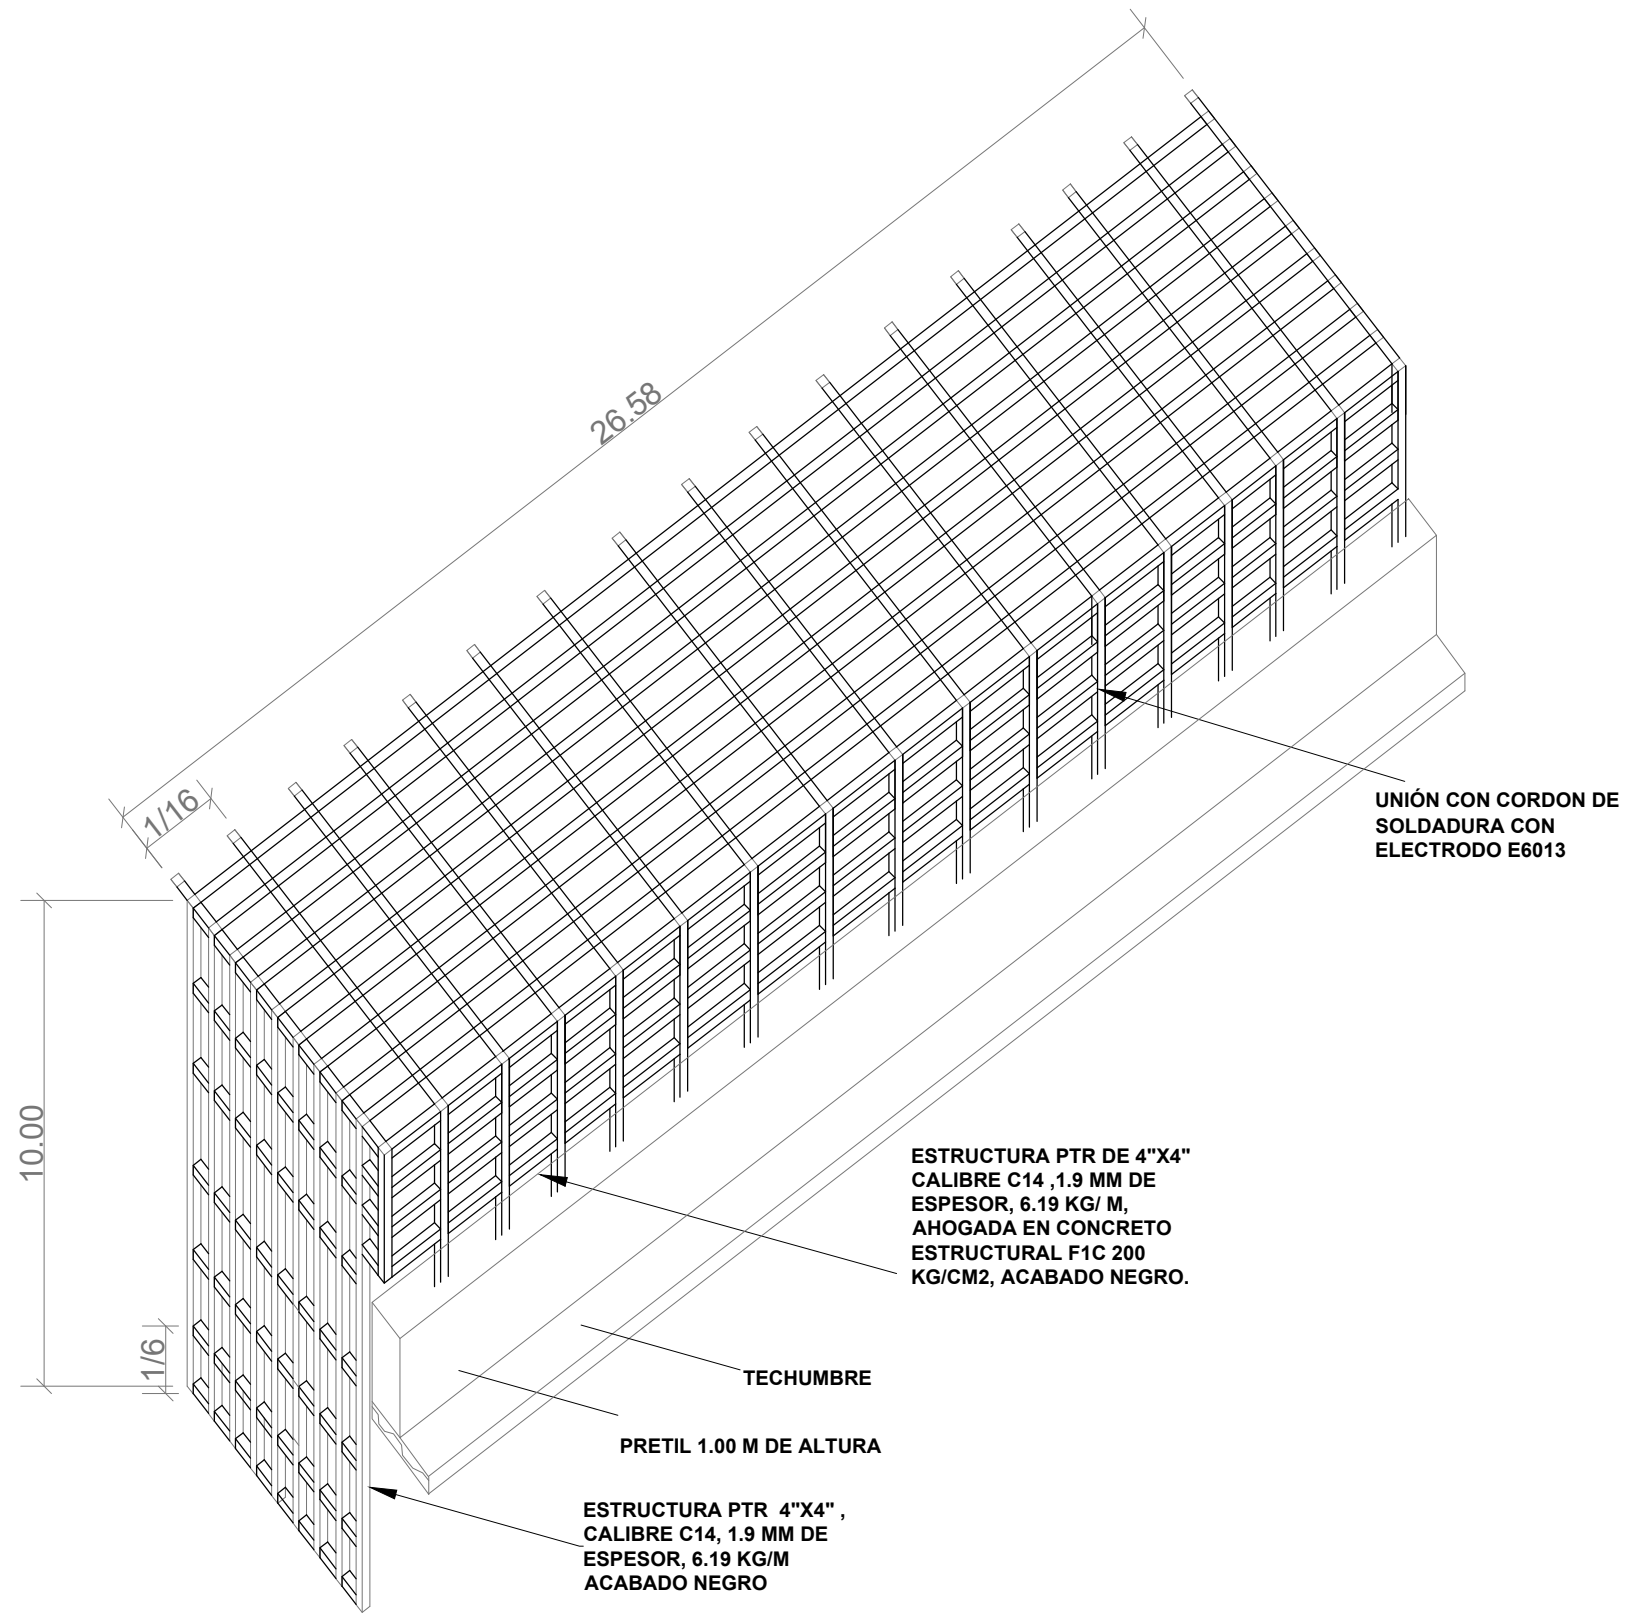 26.58
1/16
10.00
1/6
UNIÓN CON CORDON DE
SOLDADURA CON
ELECTRODO E6013
ESTRUCTURA PTR DE 4"X4"
CALIBRE C14 ,1.9 MM DE
ESPESOR, 6.19 KG/ M,
AHOGADA EN CONCRETO
ESTRUCTURAL F1C 200
KG/CM2, ACABADO NEGRO.
TECHUMBRE
PRETIL 1.00 M DE ALTURA
ESTRUCTURA PTR 4"X4" ,
CALIBRE C14, 1.9 MM DE
ESPESOR, 6.19 KG/M
ACABADO NEGRO